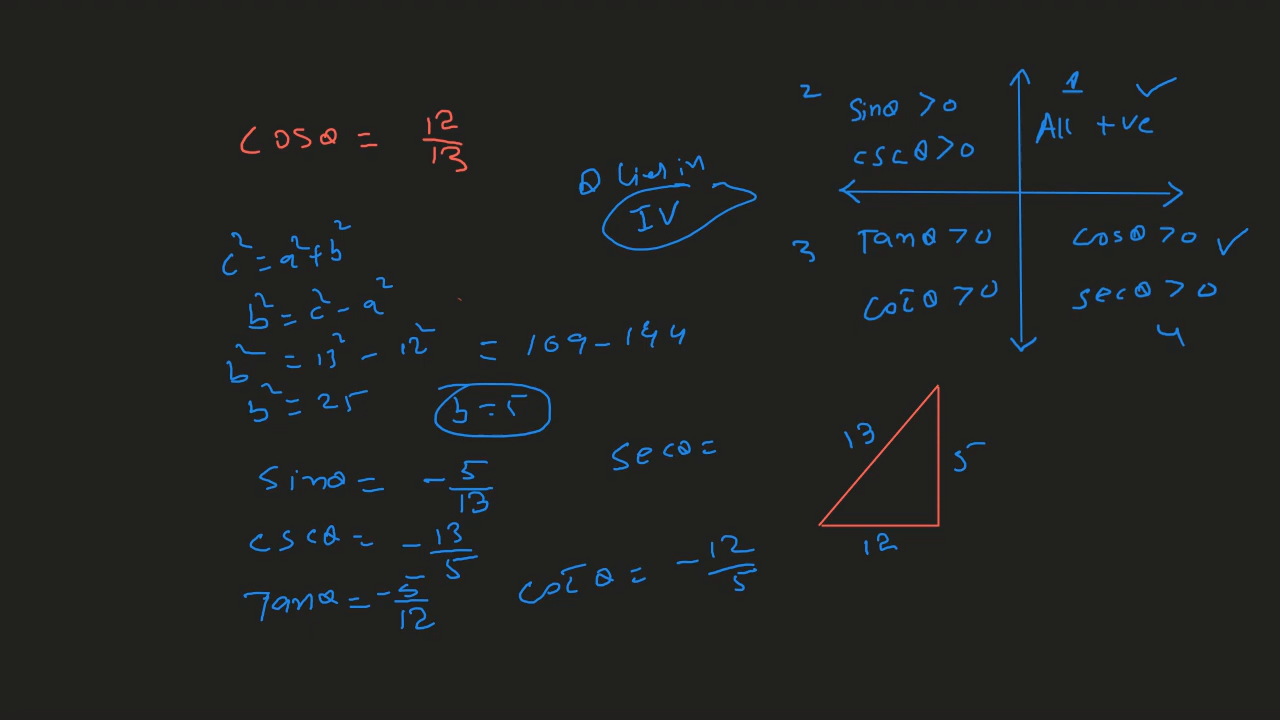 cosθ = 12/13
θ lies in
IV
c² = a² + b²
b² = c² - a²
b² = 13² - 12² = 169 - 144
b² = 25
b = 5
sinθ = -5/13
cscθ = -13/5
Tanθ = -5/12
secθ =
cotθ = -12/5
2
sinθ > 0
cscθ > 0
1
All +ve
3
Tanθ > 0
cotθ > 0
cosθ > 0
secθ > 0
4
13
5
12